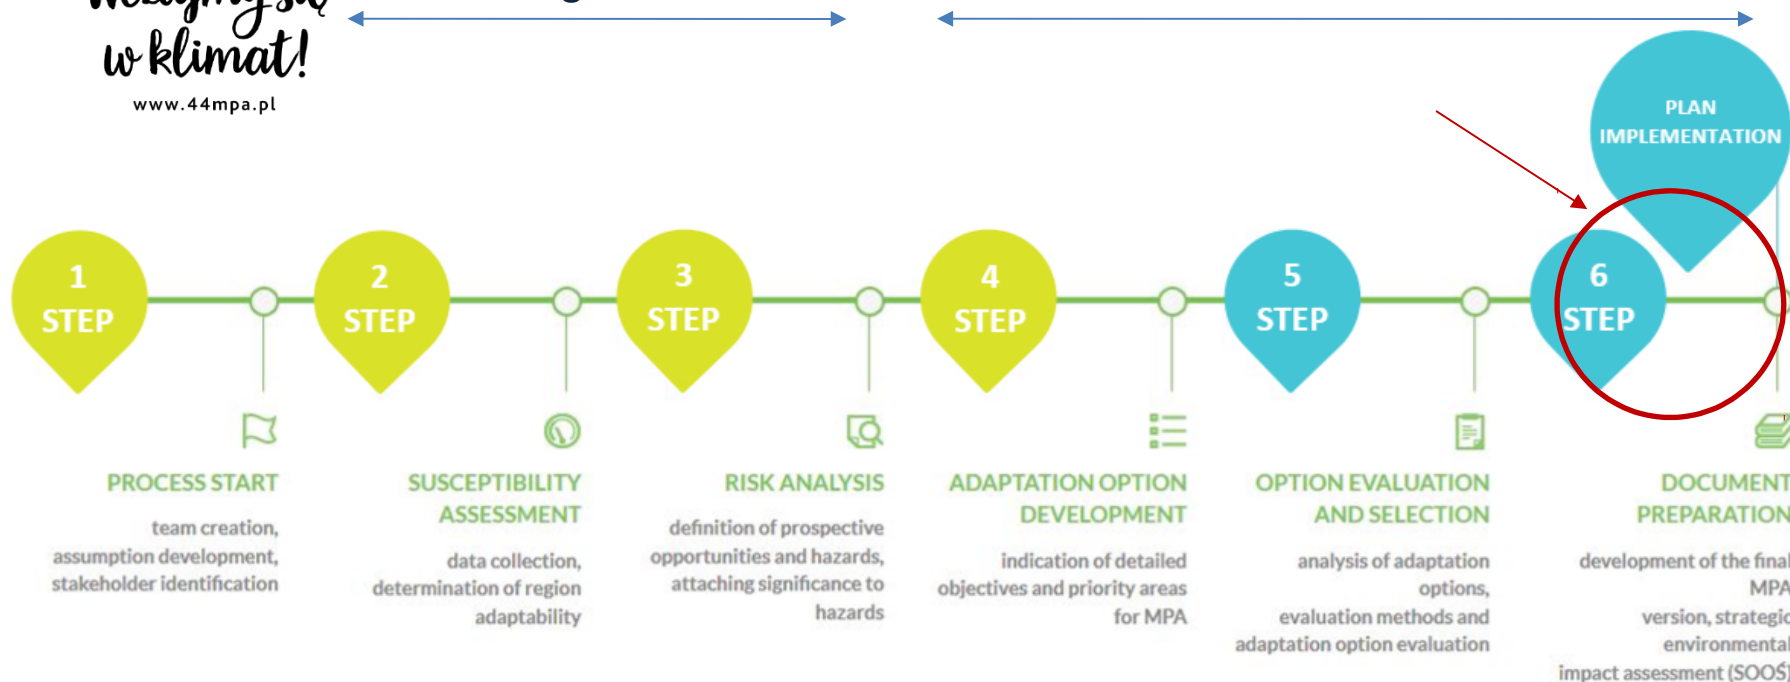 w klimat!
www.44mpa.pl
PLAN
IMPLEMENTATION
1
STEP
2
STEP
3
STEP
4
STEP
5
STEP
6
STEP
PROCESS START
team creation,
assumption development,
stakeholder identification
SUSCEPTIBILITY
ASSESSMENT
data collection,
determination of region
adaptability
RISK ANALYSIS
definition of prospective
opportunities and hazards,
attaching significance to
hazards
ADAPTATION OPTION
DEVELOPMENT
indication of detailed
objectives and priority areas
for MPA
OPTION EVALUATION
AND SELECTION
analysis of adaptation
options,
evaluation methods and
adaptation option evaluation
DOCUMENT
PREPARATION
development of the final
MPA
version, strategic
environmental
impact assessment (SOOŚ)